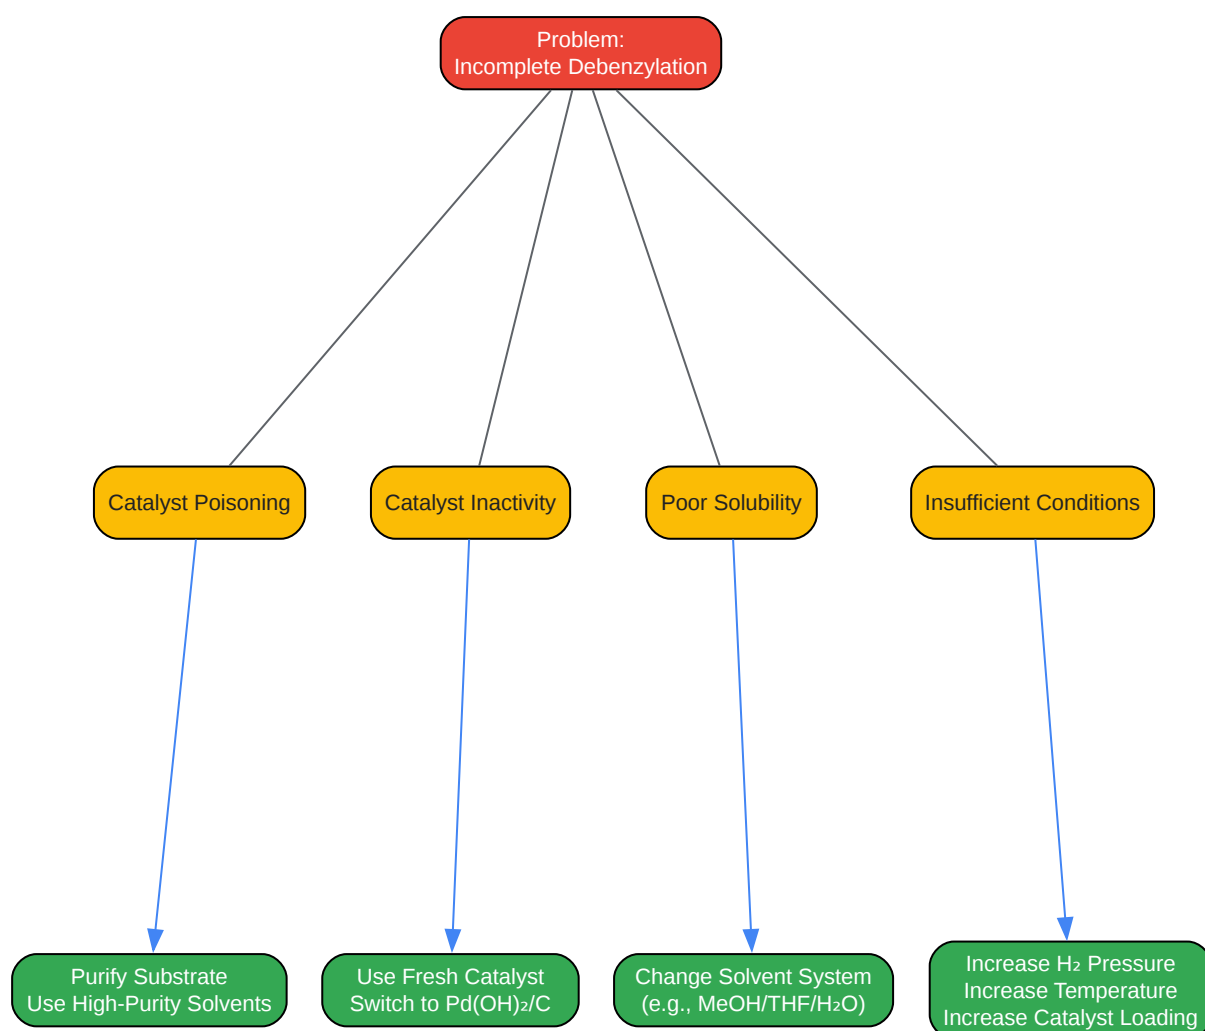 Problem:
Incomplete Debenzylation
Catalyst Poisoning
Catalyst Inactivity
Poor Solubility
Insufficient Conditions
Purify Substrate
Use High-Purity Solvents
Use Fresh Catalyst
Switch to Pd(OH)₂/C
Change Solvent System
(e.g., MeOH/THF/H₂O)
Increase H₂ Pressure
Increase Temperature
Increase Catalyst Loading